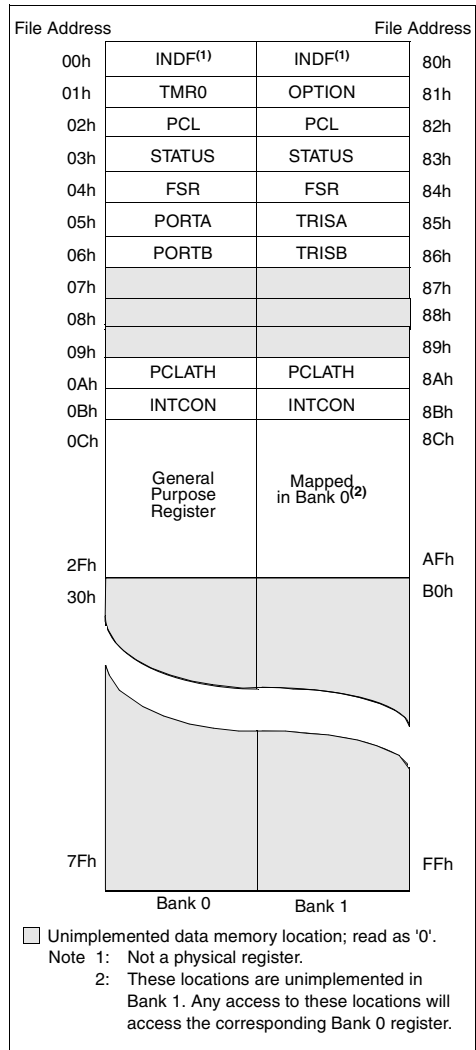 File Address File Address
00h INDF(1) INDF(1) 80h
01h TMR0 OPTION 81h
02h PCL PCL 82h
03h STATUS STATUS 83h
04h FSR FSR 84h
05h PORTA TRISA 85h
06h PORTB TRISB 86h
07h 87h
08h 88h
09h 89h
0Ah PCLATH PCLATH 8Ah
0Bh INTCON INTCON 8Bh
0Ch 8Ch
General
Purpose
Register
Mapped
in Bank 0(2)
2Fh AFh
30h B0h
7Fh FFh
Bank 0 Bank 1
Unimplemented data memory location; read as '0'.
Note 1: Not a physical register.
2: These locations are unimplemented in
Bank 1. Any access to these locations will
access the corresponding Bank 0 register.